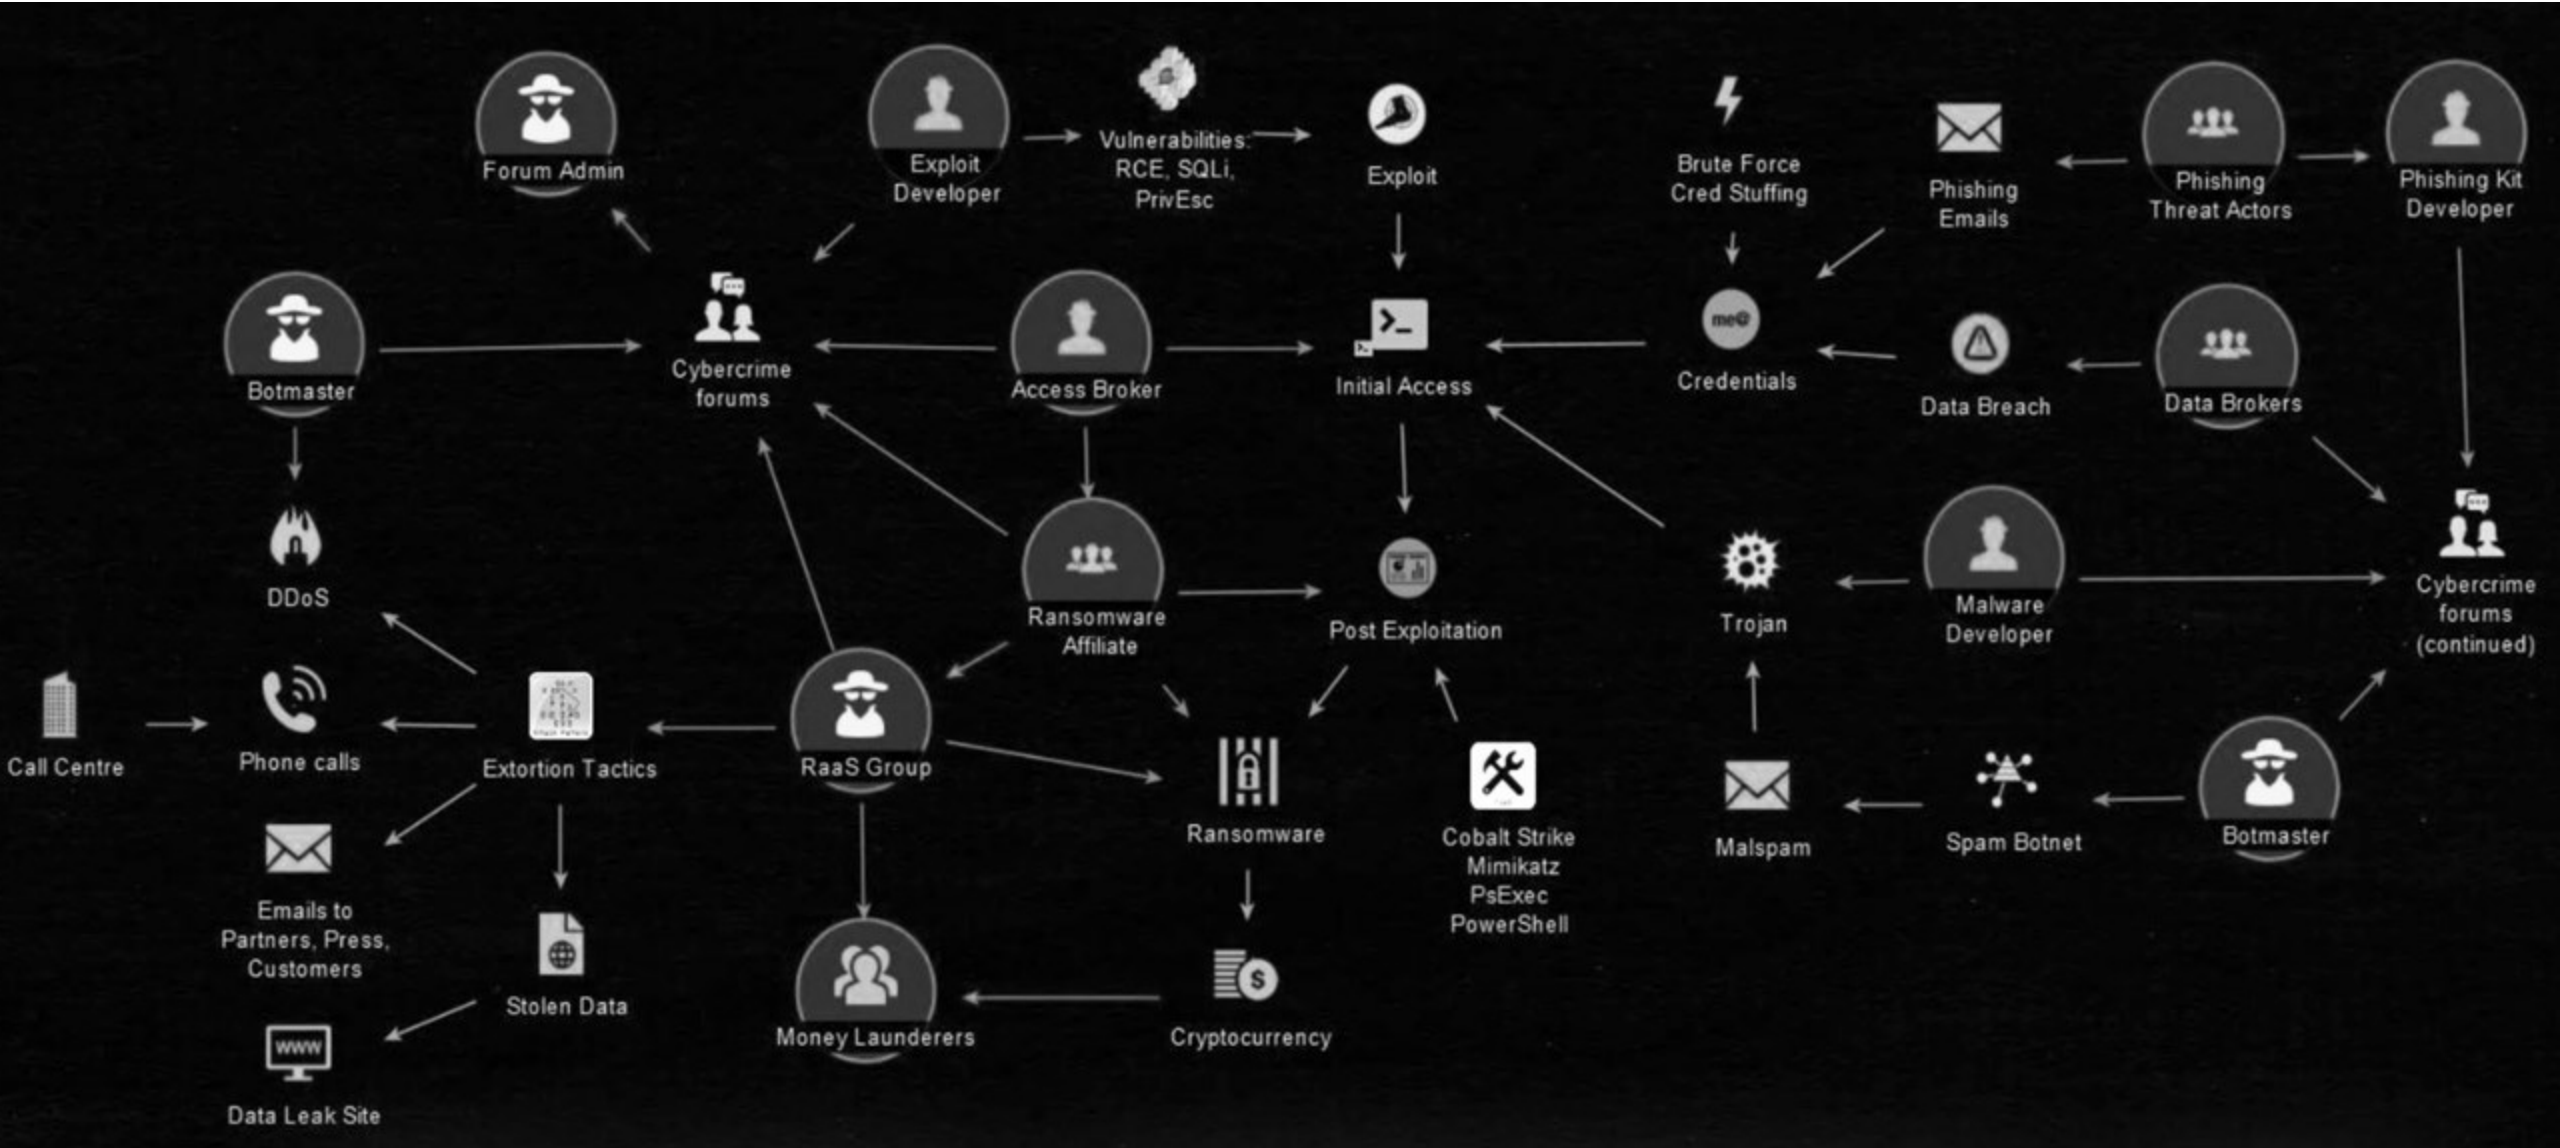 Forum Admin
Exploit
Developer
Vulnerabilities:
RCE, SQLi,
PrivEsc
Exploit
Brute Force
Cred Stuffing
Phishing
Emails
Phishing
Threat Actors
Phishing Kit
Developer
Botmaster
Cybercrime
forums
Access Broker
Initial Access
>_
me@
Credentials
Data Breach
Data Brokers
DDoS
Ransomware
Affiliate
Post Exploitation
Trojan
Malware
Developer
Cybercrime
forums
(continued)
Call Centre
Phone calls
Extortion Tactics
RaaS Group
Ransomware
Cobalt Strike
Mimikatz
PsExec
PowerShell
Malspam
Spam Botnet
Botmaster
Emails to
Partners, Press,
Customers
Stolen Data
Money Launderers
$
Cryptocurrency
www
Data Leak Site